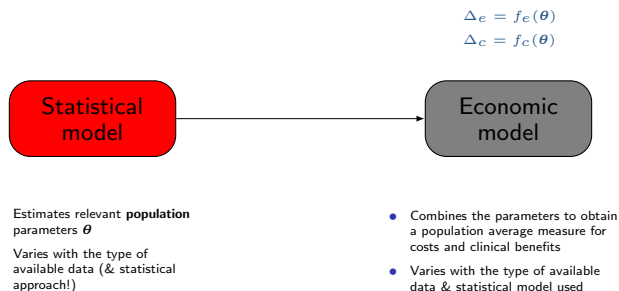 Δe = fe(θ)
Δc = fc(θ)
Statistical
model
Economic
model
Estimates relevant population
parameters θ
Varies with the type of
available data (& statistical
approach!)
• Combines the parameters to obtain
a population average measure for
costs and clinical benefits
• Varies with the type of available
data & statistical model used